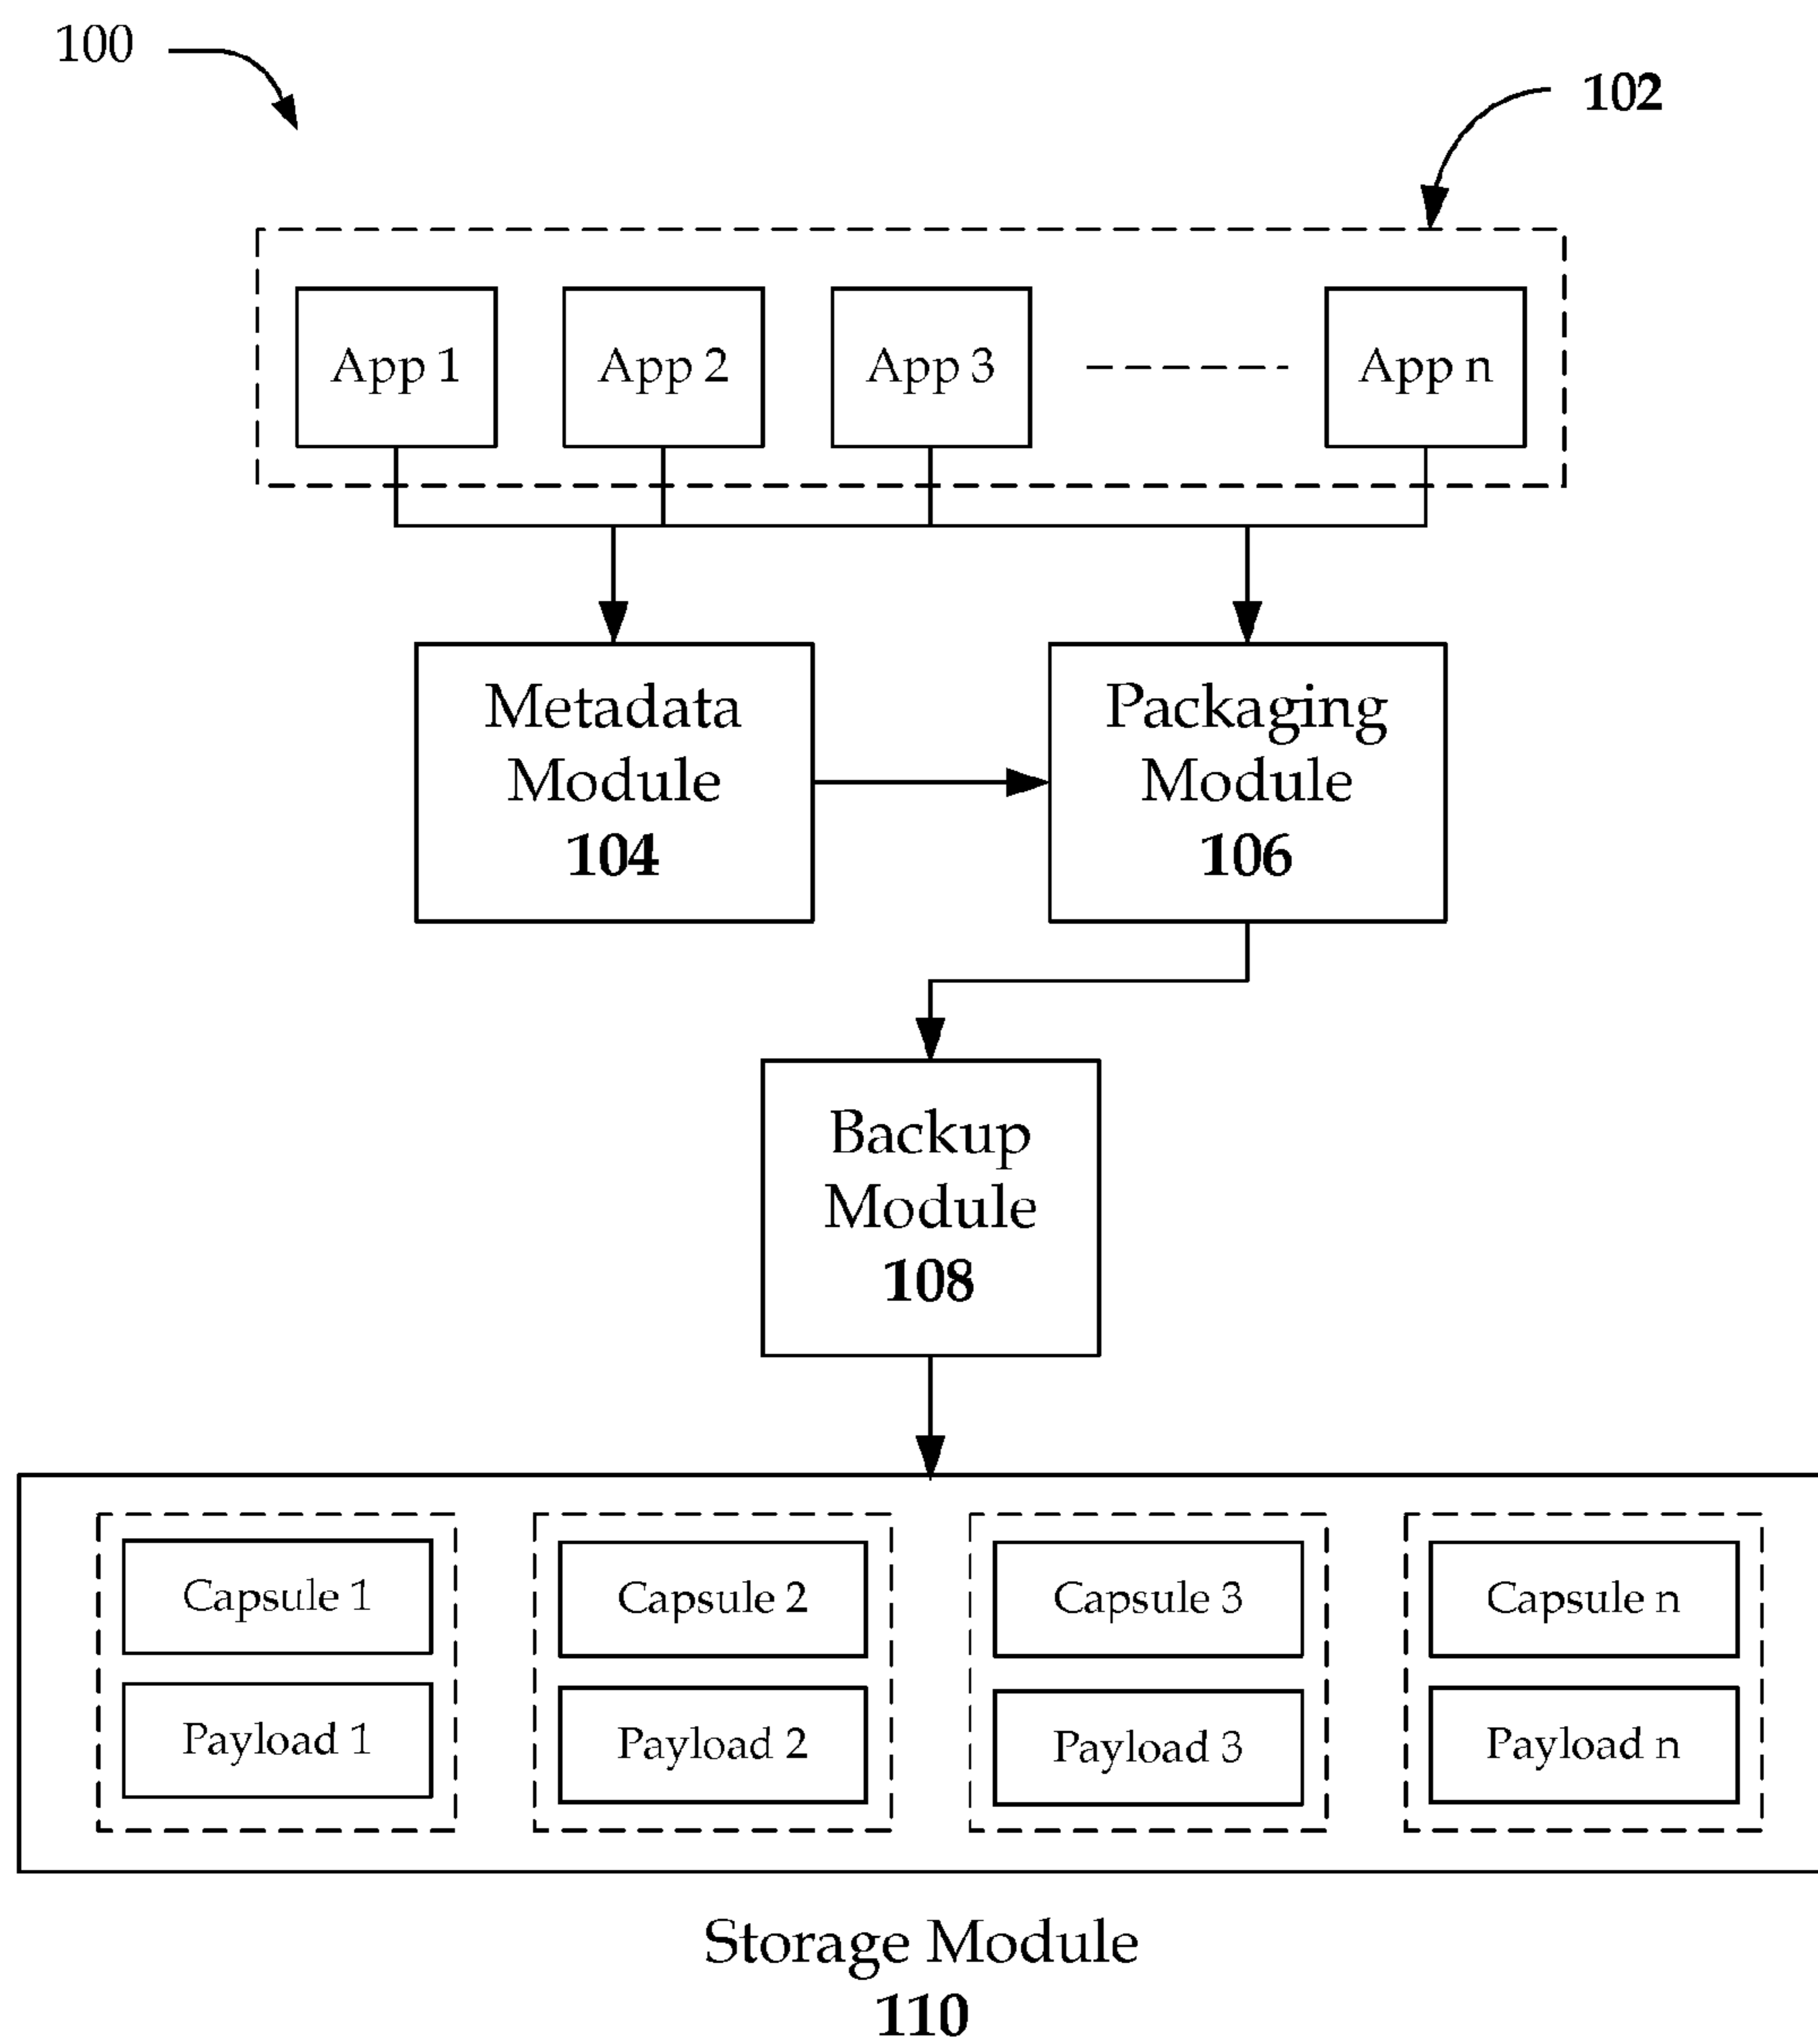 100
102
App 1
App 2
App 3
App n
Metadata
Module
104
Packaging
Module
106
Backup
Module
108
Capsule 1
Capsule 2
Capsule 3
Capsule n
Payload 1
Payload 2
Payload 3
Payload n
Storage Module
110